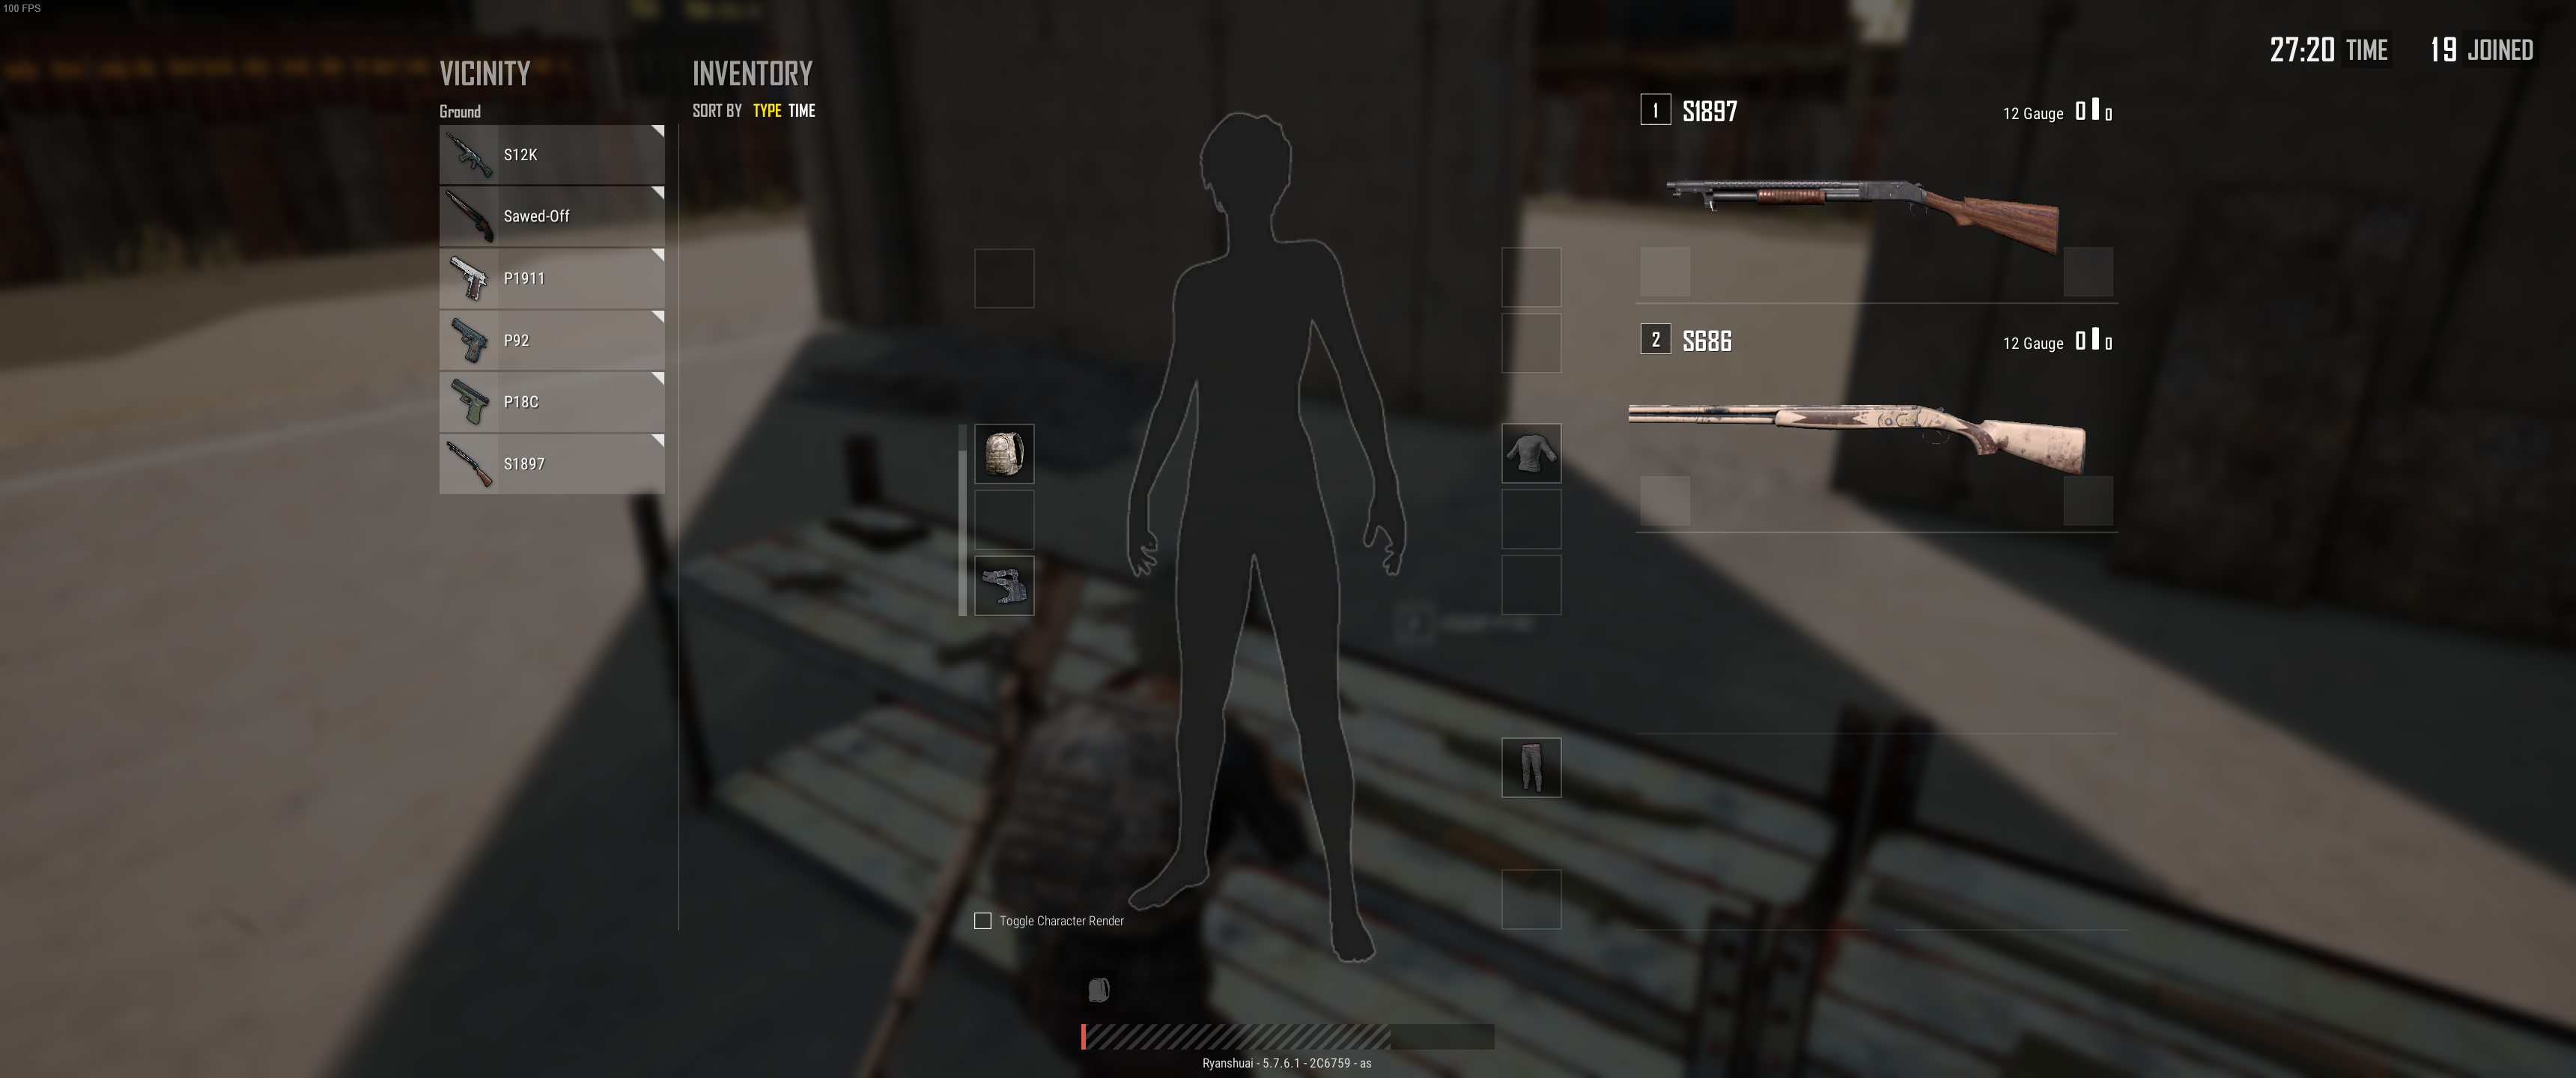 100 FPS
27:20 TIME 19 JOINED
VICINITY
Ground
S12K
Sawed-Off
P1911
P92
P18C
S1897
INVENTORY
SORT BY TYPE TIME
1 S1897 12 Gauge 0 0
2 S686 12 Gauge 0 0
Toggle Character Render
Ryanshuai - 5.7.6.1 - 2C6759 - as